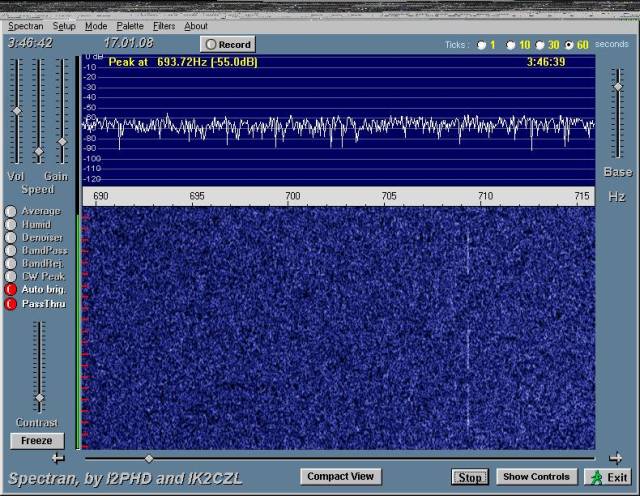 Spectran Setup Mode Palette Filters About
3:46:42 17.01.08 Record Ticks : 1 10 30 60 seconds
0 dB Peak at 693.72Hz (-55.0dB) 3:46:39
-10
-20
-30
-40
-50
-60
-70
-80
-90
-100
-110
-120
Vol Gain
Speed
Base
690 695 700 705 710 715 Hz
Average
Humid
Denoiser
BandPass
BandRej.
CW Peak
Auto brig.
PassThru
Contrast
Freeze
Spectran, by I2PHD and IK2CZL Compact View Stop Show Controls Exit